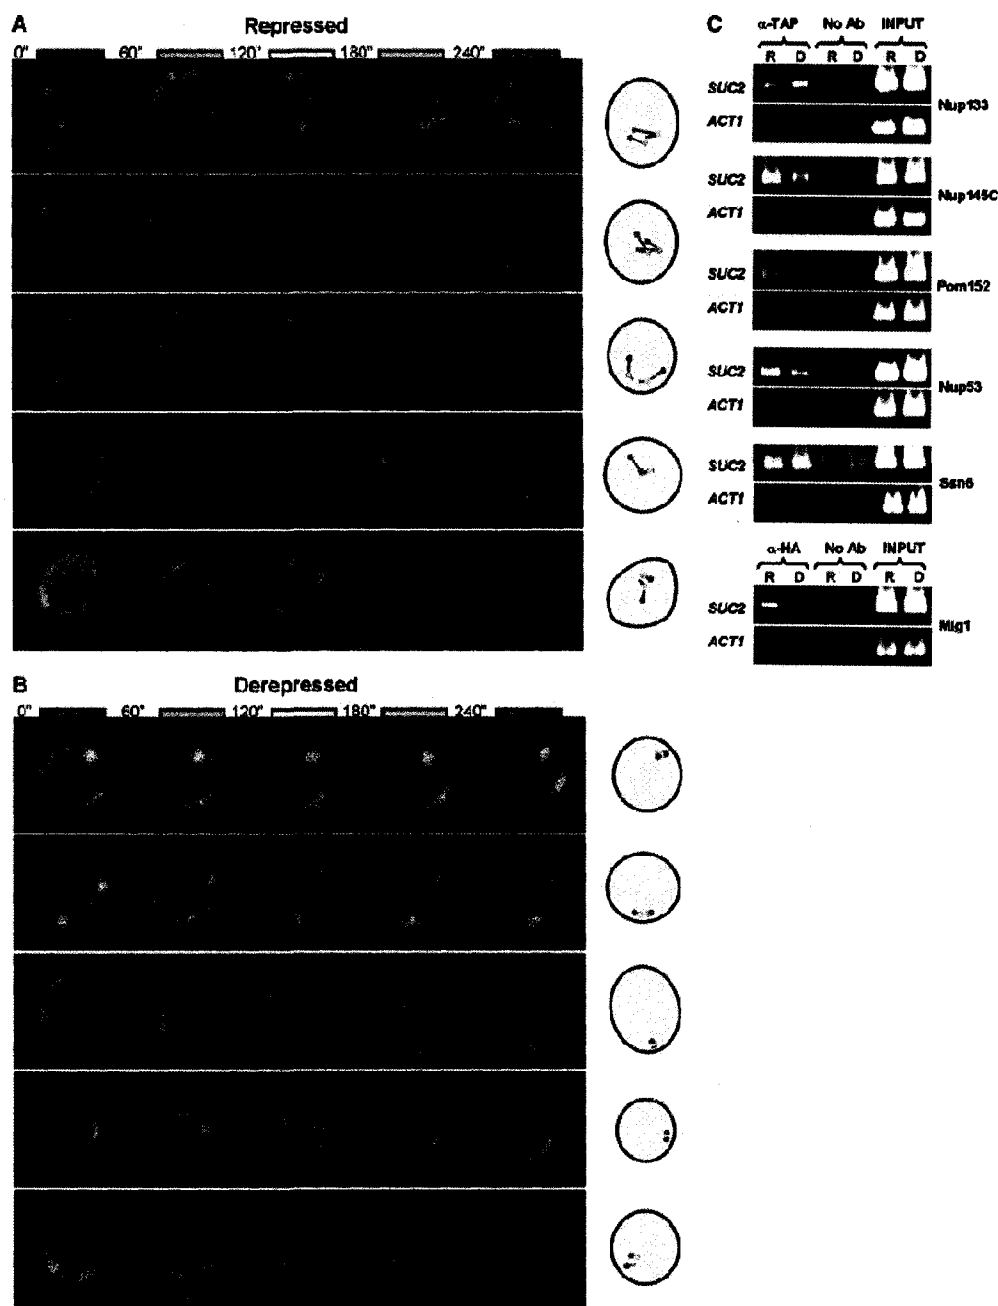 A
Repressed
0" 60" 120" 180" 240"
B
Derepressed
0" 60" 120" 180" 240"
C
α-TAP No Ab INPUT
R D R D R D
SUC2
ACT1
Nup133
SUC2
ACT1
Nup145C
SUC2
ACT1
Pom152
SUC2
ACT1
Nup53
SUC2
ACT1
Ssn6
α-HA No Ab INPUT
R D R D R D
SUC2
ACT1
Mig1